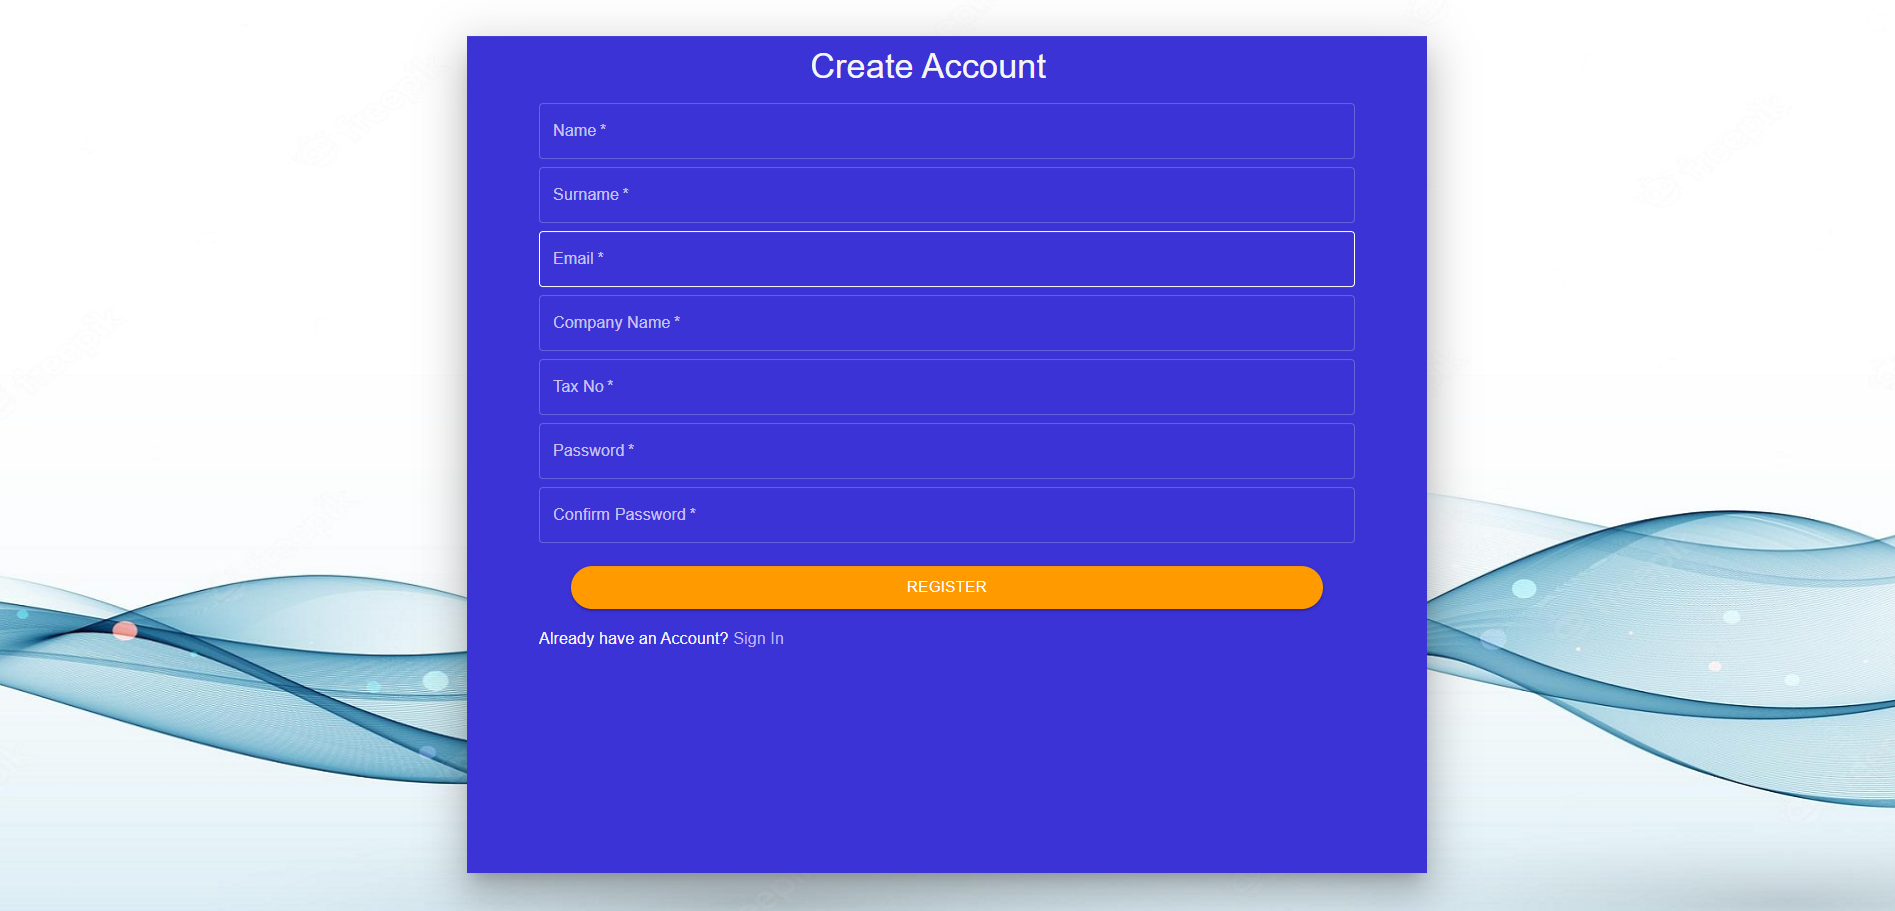 Create Account
Name *
Surname *
Email *
Company Name *
Tax No *
Password *
Confirm Password *
REGISTER
Already have an Account? Sign In